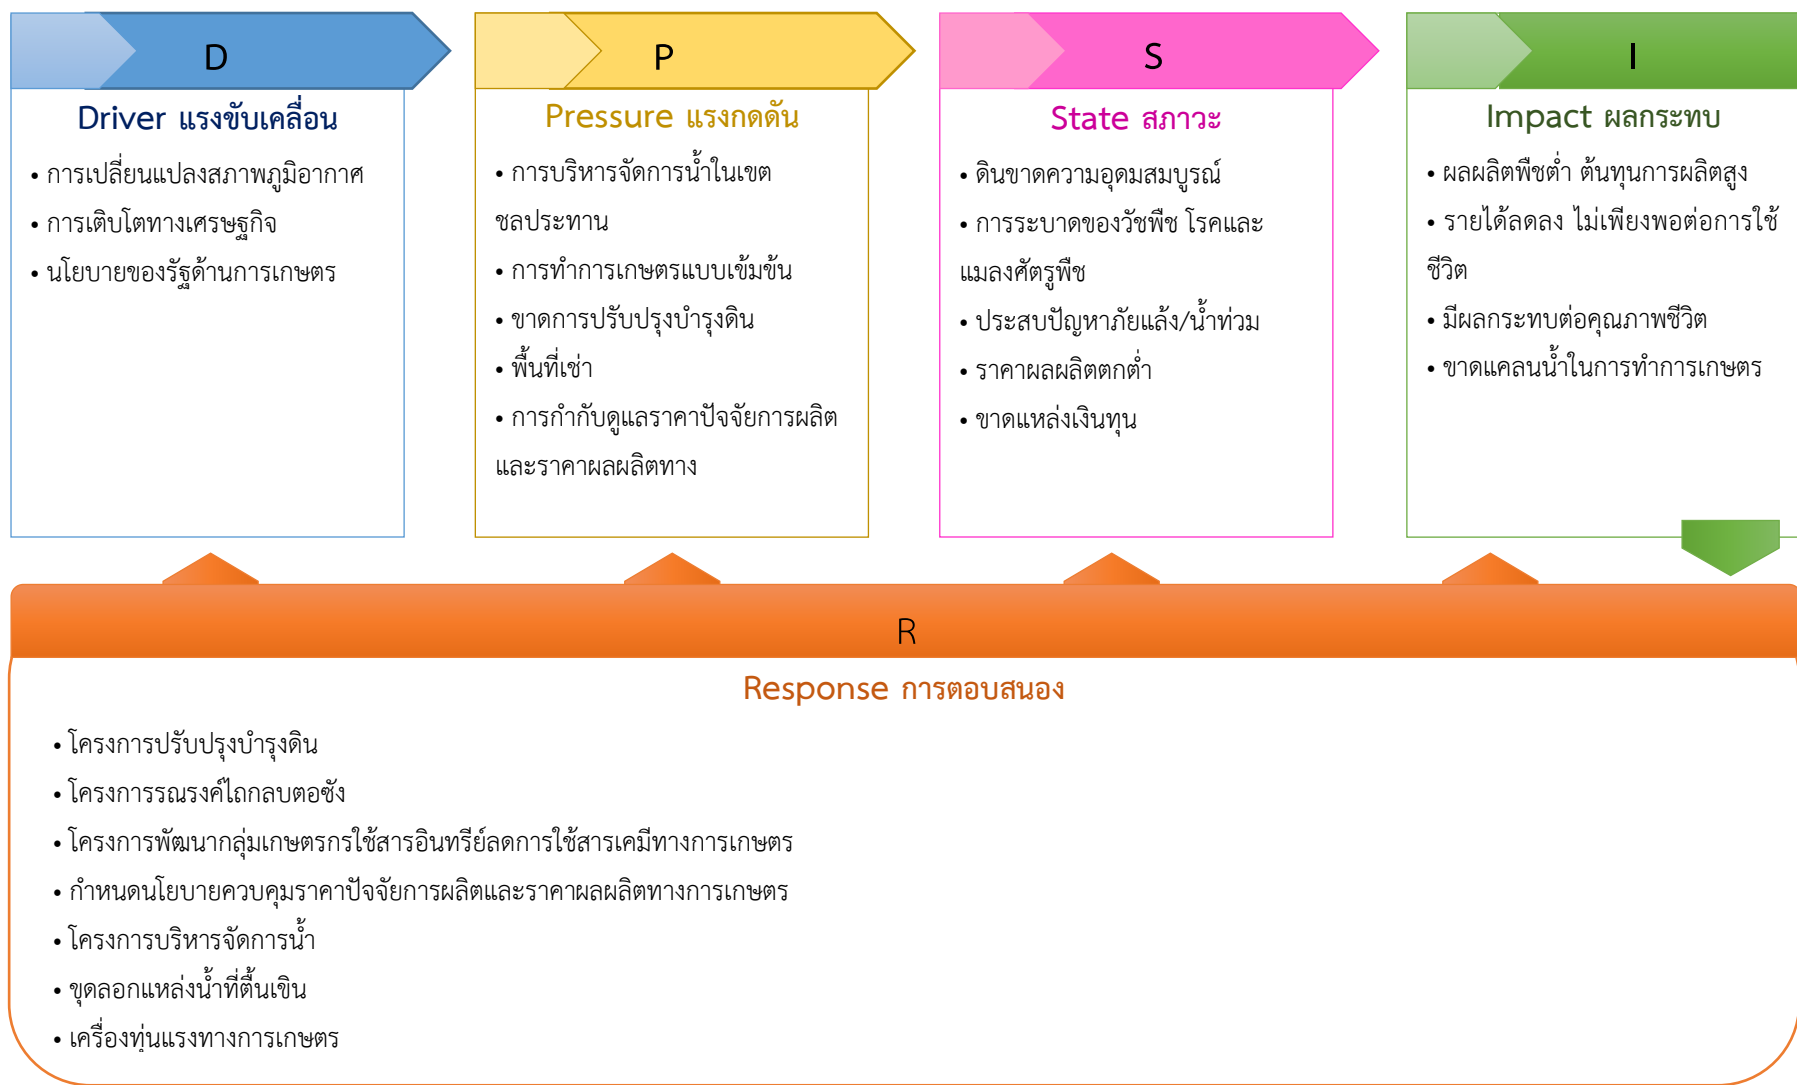 D
Driver แรงขับเคลื่อน
• การเปลี่ยนแปลงสภาพภูมิอากาศ
• การเติบโตทางเศรษฐกิจ
• นโยบายของรัฐด้านการเกษตร
P
Pressure แรงกดดัน
• การบริหารจัดการน้ำในเขต
ชลประทาน
• การทำการเกษตรแบบเข้มข้น
• ขาดการปรับปรุงบำรุงดิน
• พื้นที่เช่า
• การกำกับดูแลราคาปัจจัยการผลิต
และราคาผลผลิตทาง
S
State สภาวะ
• ดินขาดความอุดมสมบูรณ์
• การระบาดของวัชพืช โรคและ
แมลงศัตรูพืช
• ประสบปัญหาภัยแล้ง/น้ำท่วม
• ราคาผลผลิตตกต่ำ
• ขาดแหล่งเงินทุน
I
Impact ผลกระทบ
• ผลผลิตพืชต่ำ ต้นทุนการผลิตสูง
• รายได้ลดลง ไม่เพียงพอต่อการใช้
ชีวิต
• มีผลกระทบต่อคุณภาพชีวิต
• ขาดแคลนน้ำในการทำการเกษตร
R
Response การตอบสนอง
• โครงการปรับปรุงบำรุงดิน
• โครงการรณรงค์ไถกลบตอซัง
• โครงการพัฒนากลุ่มเกษตรกรใช้สารอินทรีย์ลดการใช้สารเคมีทางการเกษตร
• กำหนดนโยบายควบคุมราคาปัจจัยการผลิตและราคาผลผลิตทางการเกษตร
• โครงการบริหารจัดการน้ำ
• ขุดลอกแหล่งน้ำที่ตื้นเขิน
• เครื่องทุ่นแรงทางการเกษตร